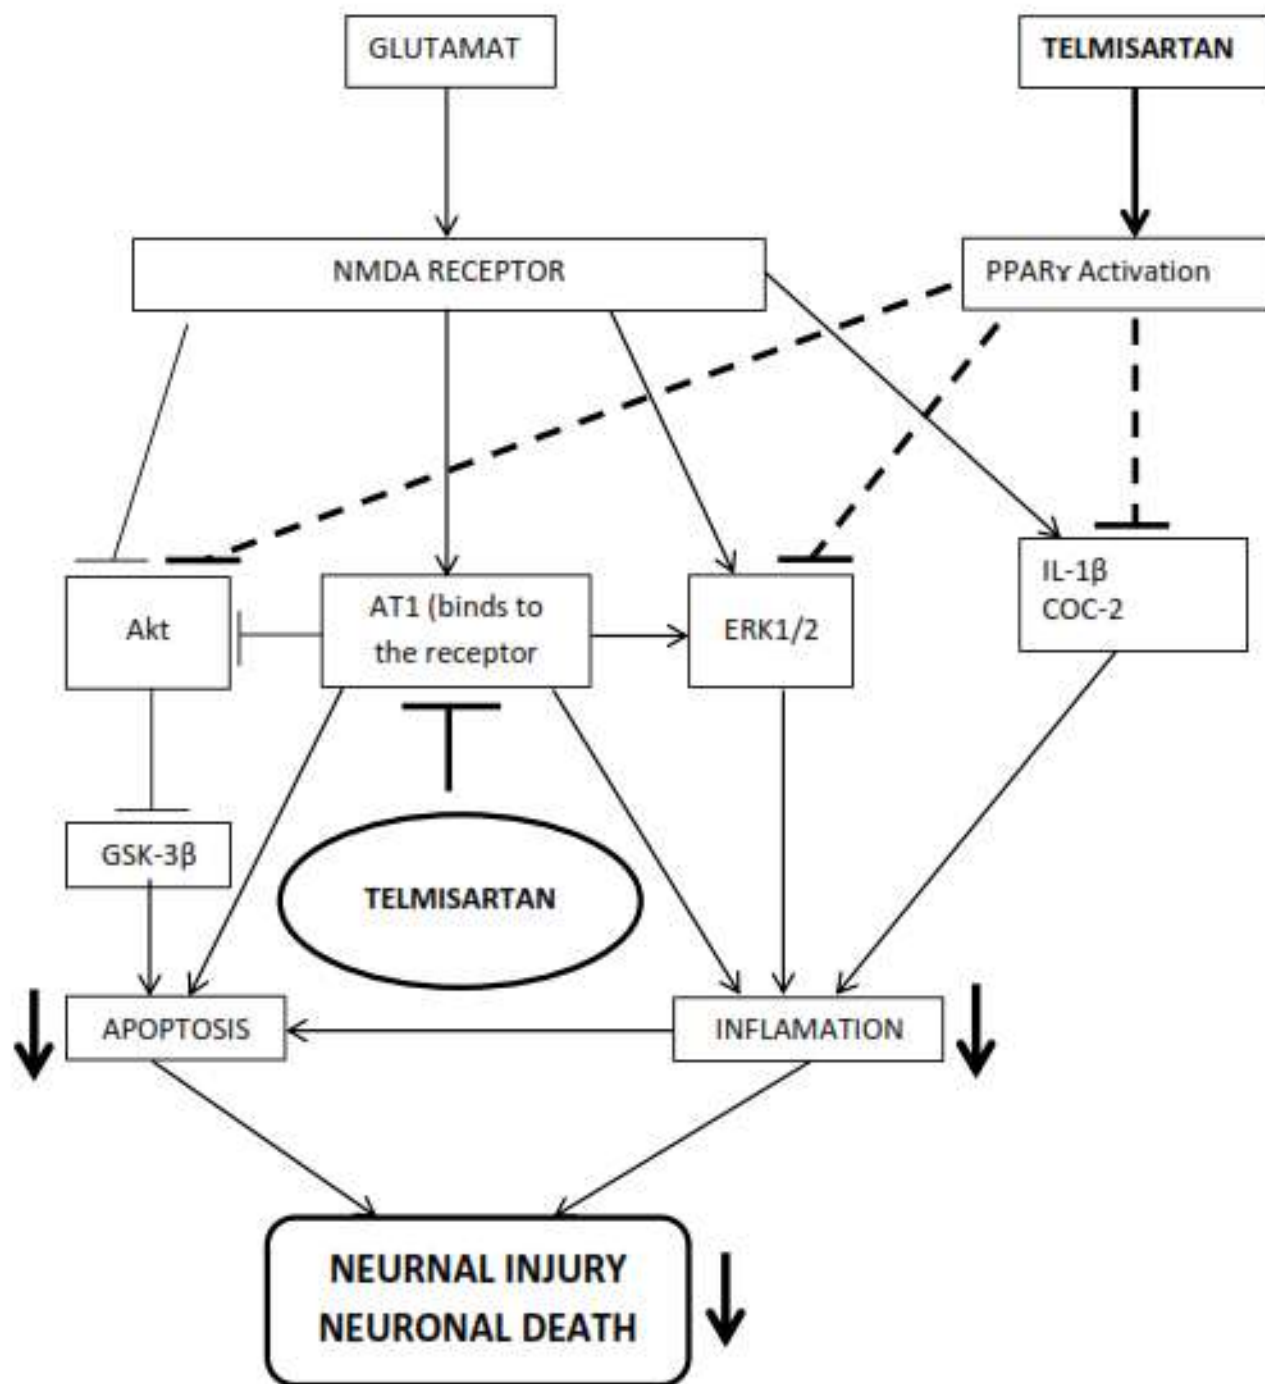 GLUTAMAT
TELMISARTAN
NMDA RECEPTOR
PPARɤ Activation
Akt
AT1 (binds to
the receptor
ERK1/2
IL-1β
COC-2
GSK-3β
TELMISARTAN
APOPTOSIS
INFLAMATION
NEURNAL INJURY
NEURONAL DEATH